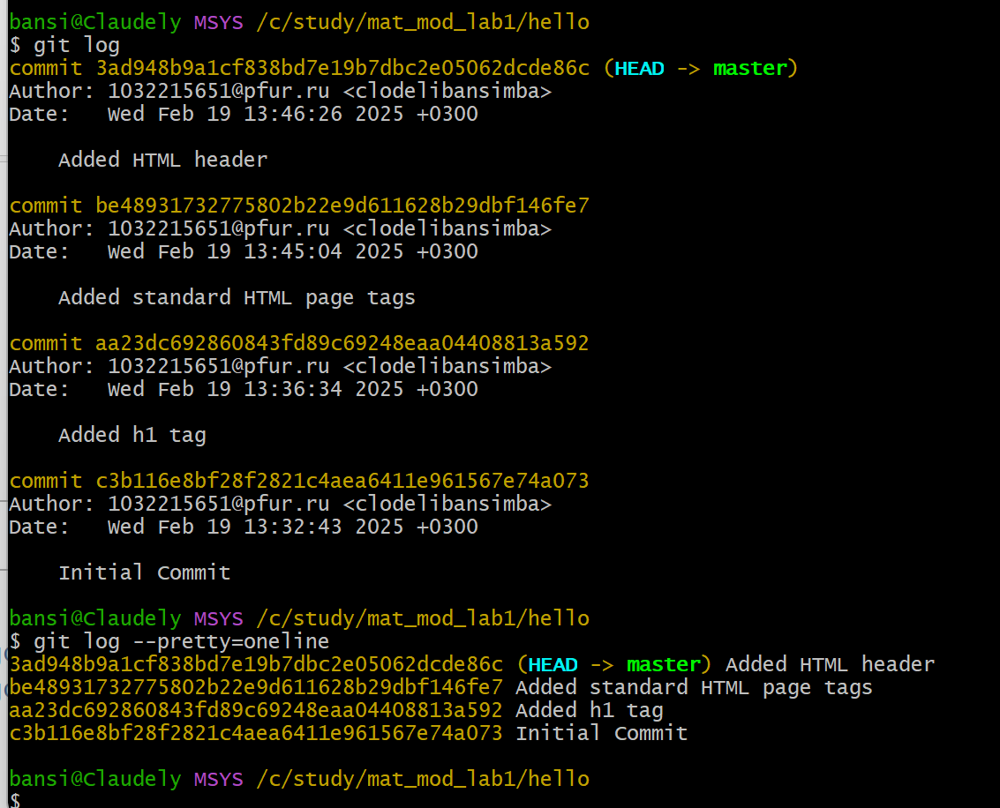 bansi@Claudely MSYS /c/study/mat_mod_lab1/hello
$ git log
commit 3ad948b9a1cf838bd7e19b7dbc2e05062dcde86c (HEAD -> master)
Author: 1032215651@pfur.ru <clodelibansimba>
Date:   Wed Feb 19 13:46:26 2025 +0300
    Added HTML header
commit be489317327758​02b22e9d611628b29dbf146fe7
Author: 1032215651@pfur.ru <clodelibansimba>
Date:   Wed Feb 19 13:45:04 2025 +0300
    Added standard HTML page tags
commit aa23dc692860843fd89c69248eaa04408813a592
Author: 1032215651@pfur.ru <clodelibansimba>
Date:   Wed Feb 19 13:36:34 2025 +0300
    Added h1 tag
commit c3b116e8bf28f2821c4aea6411e961567e74a073
Author: 1032215651@pfur.ru <clodelibansimba>
Date:   Wed Feb 19 13:32:43 2025 +0300
    Initial Commit
bansi@Claudely MSYS /c/study/mat_mod_lab1/hello
$ git log --pretty=oneline
3ad948b9a1cf838bd7e19b7dbc2e05062dcde86c (HEAD -> master) Added HTML header
be48931732775802b22e9d611628b29dbf146fe7 Added standard HTML page tags
aa23dc692860843fd89c69248eaa04408813a592 Added h1 tag
c3b116e8bf28f2821c4aea6411e961567e74a073 Initial Commit
bansi@Claudely MSYS /c/study/mat_mod_lab1/hello
$